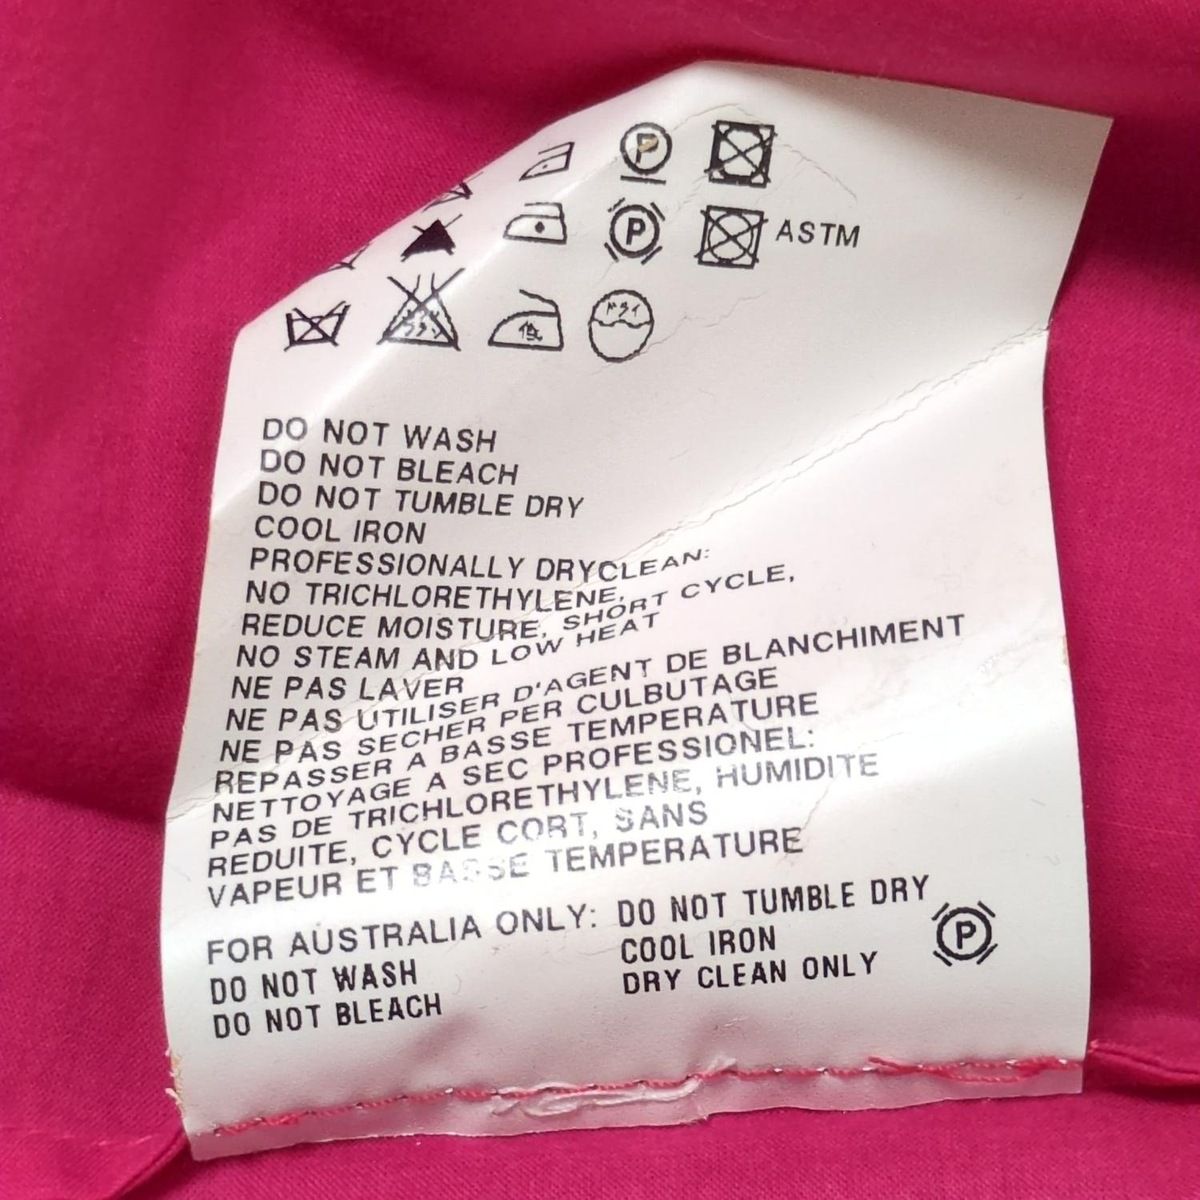 P
P ASTM
低 ドライ
DO NOT WASH
DO NOT BLEACH
DO NOT TUMBLE DRY
COOL IRON
PROFESSIONALLY DRYCLEAN:
NO TRICHLORETHYLENE,
REDUCE MOISTURE, SHORT CYCLE,
NO STEAM AND LOW HEAT
NE PAS LAVER
NE PAS UTILISER D'AGENT DE BLANCHIMENT
NE PAS SECHER PER CULBUTAGE
REPASSER A BASSE TEMPERATURE
NETTOYAGE A SEC PROFESSIONEL:
PAS DE TRICHLORETHYLENE, HUMIDITE
REDUITE, CYCLE CORT, SANS
VAPEUR ET BASSE TEMPERATURE
FOR AUSTRALIA ONLY:
DO NOT WASH
DO NOT BLEACH
DO NOT TUMBLE DRY
COOL IRON
DRY CLEAN ONLY
P